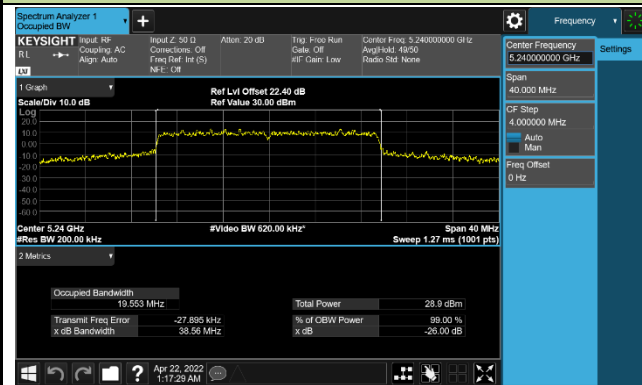 Spectrum Analyzer 1
Occupied BW
Frequency
KEYSIGHT
RL
LXI
Input: RF
Coupling: AC
Align: Auto
Input Z: 50 Ω
Corrections: Off
Freq Ref: Int (S)
NFE: Off
Atten: 20 dB
Trig: Free Run
Gate: Off
#IF Gain: Low
Center Freq: 5.240000000 GHz
Avg|Hold: 49/50
Radio Std: None
Center Frequency
5.240000000 GHz
Settings
Span
40.000 MHz
CF Step
4.000000 MHz
Auto
Man
Freq Offset
0 Hz
1 Graph
Scale/Div 10.0 dB
Ref Lvl Offset 22.40 dB
Ref Value 30.00 dBm
Log
20.0
10.0
0.00
-10.0
-20.0
-30.0
-40.0
-50.0
-60.0
Center 5.24 GHz
#Video BW 620.00 kHz*
Span 40 MHz
#Res BW 200.00 kHz
Sweep 1.27 ms (1001 pts)
2 Metrics
Occupied Bandwidth
19.553 MHz
Total Power
28.9 dBm
Transmit Freq Error
-27.895 kHz
% of OBW Power
99.00 %
x dB Bandwidth
38.56 MHz
x dB
-26.00 dB
Apr 22, 2022
1:17:29 AM